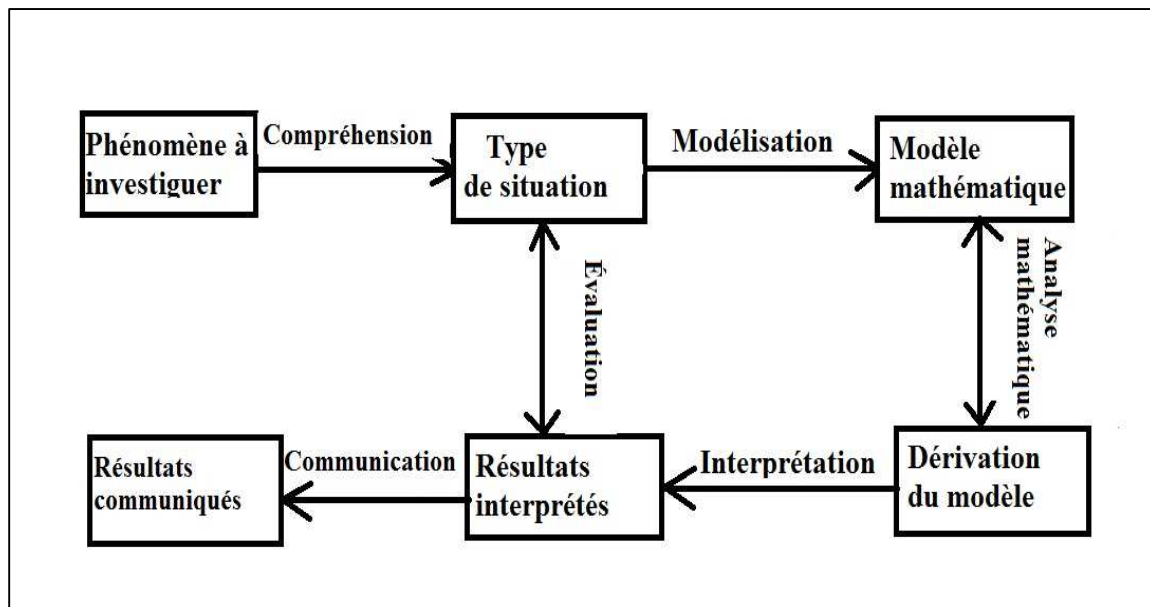 Phénomène à
investiguer
Compréhension
Type
de situation
Modélisation
Modèle
mathématique
Évaluation
Analyse
mathématique
Résultats
communiqués
Communication
Résultats
interprétés
Interprétation
Dérivation
du modèle